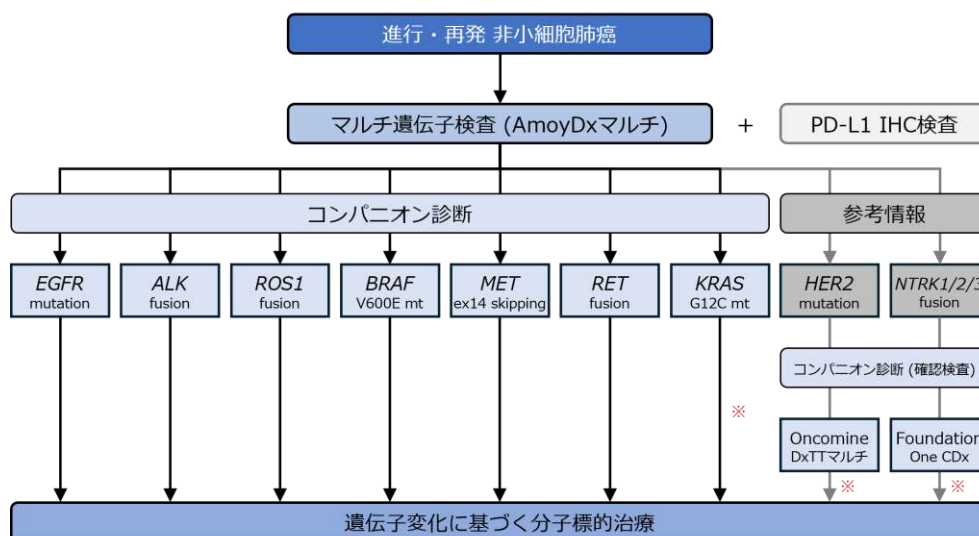 進行・再発 非小細胞肺癌
マルチ遺伝子検査 (AmoyDxマルチ)
+
PD-L1 IHC検査
コンパニオン診断
参考情報
EGFR
mutation
ALK
fusion
ROS1
fusion
BRAF
V600E mt
MET
ex14 skipping
RET
fusion
KRAS
G12C mt
HER2
mutation
NTRK1/2/3
fusion
コンパニオン診断 (確認検査)
※
Oncomine
DxTTマルチ
Foundation
One CDx
※
※
遺伝子変化に基づく分子標的治療